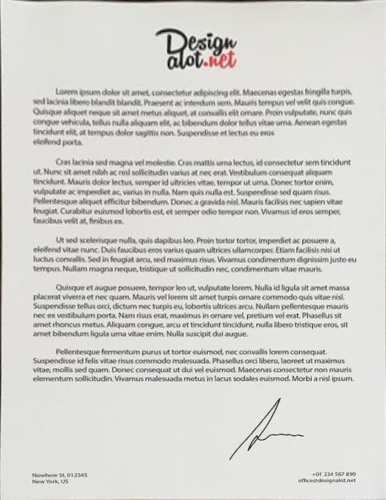 Design
alot.net
Lorem ipsum dolor sit amet, consectetur adipiscing elit. Maecenas egestas fringilla turpis,
sed lacinia libero blandit blandit. Praesent ac interdum sem. Mauris tempus vel velit quis congue.
Quisque aliquet neque sit amet metus aliquet, at convallis elit ornare. Proin vulputate, nunc quis
congue vehicula, tellus nulla aliquam elit, ac bibendum dolor tellus vitae urna. Aenean egestas
tincidunt elit, at tempus dolor sagittis non. Suspendisse et lectus eu eros
eleifend porta.
Cras lacinia sed magna vel molestie. Cras mattis urna lectus, id consectetur sem tincidunt
ut. Nunc sit amet nibh ac nisl sollicitudin varius at nec erat. Vestibulum consequat aliquam
tincidunt. Mauris dolor lectus, semper id ultricies vitae, tempor ut urna. Donec tortor enim,
vulputate ac imperdiet ac, varius in nulla. Nam quis nulla est. Suspendisse sed quam risus.
Pellentesque aliquet efficitur bibendum. Donec a gravida nisl. Mauris facilisis nec sapien vitae
feugiat. Curabitur euismod lobortis est, et semper odio tempor non. Vivamus id eros semper,
faucibus velit at, finibus ex.
Ut sed scelerisque nulla, quis dapibus leo. Proin tortor tortor, imperdiet ac posuere a,
eleifend vitae nunc. Duis faucibus eros varius quam ultrices ullamcorper. Etiam facilisis nisi ut
luctus convallis. Sed in feugiat arcu, sed maximus risus. Vivamus condimentum dignissim justo eu
tempus. Nullam magna neque, tristique ut sollicitudin nec, condimentum vitae mauris.
Quisque et augue posuere, tempor leo ut, vulputate lorem. Nulla id ligula sit amet massa
placerat viverra et nec quam. Mauris vel lorem sit amet turpis ornare commodo quis vitae nisl.
Suspendisse tellus orci, dictum nec turpis eu, lobortis ultrices arcu. Nullam pellentesque mauris
nec ex vestibulum porta. Nam risus erat, maximus in ornare vel, pretium vel erat. Phasellus sit
amet rhoncus metus. Aliquam congue, arcu et tincidunt tincidunt, nulla libero tristique eros, sit
amet bibendum ligula urna vitae enim. Nulla suscipit dui augue.
Pellentesque fermentum purus ut tortor euismod, nec convallis lorem consequat.
Suspendisse id felis vitae risus commodo malesuada. Phasellus orci libero, laoreet ut maximus
vitae, mollis sed quam. Donec consequat ut dui vel euismod. Maecenas consectetur non mauris
elementum sollicitudin. Vivamus malesuada metus in lacus sodales euismod. Morbi a nisl ipsum.
Nowhere St, 012345
New York, US
+01 234 567 890
office@designalot.net